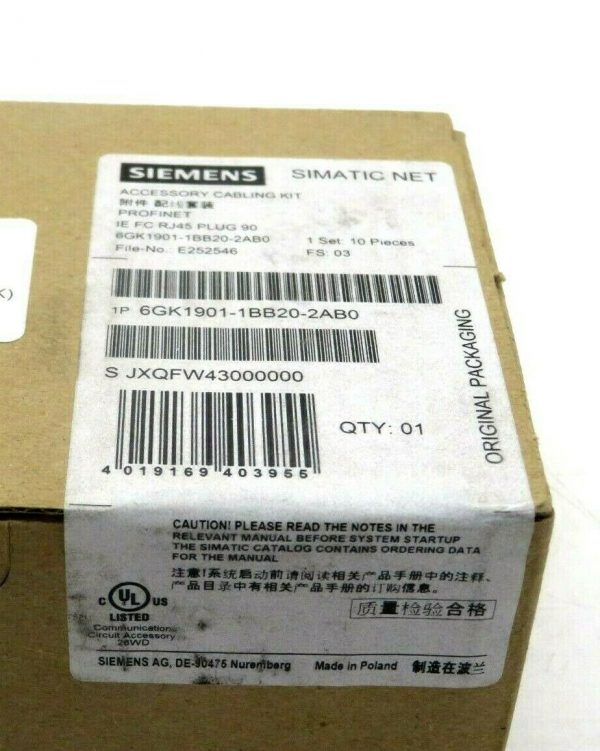 SIEMENS
SIMATIC NET
ACCESSORY CABLING KIT
附件 配线套装
PROFINET
IE FC RJ45 PLUG 90
6GK1901-1BB20-2AB0
1 Set: 10 Pieces
File-No.: E252546
FS: 03
1P 6GK1901-1BB20-2AB0
S JXQFW43000000
4 019169 403955
QTY: 01
ORIGINAL PACKAGING
K)
CAUTION! PLEASE READ THE NOTES IN THE
RELEVANT MANUAL BEFORE SYSTEM STARTUP
THE SIMATIC CATALOG CONTAINS ORDERING DATA
FOR THE MANUAL
注意!系统启动前请阅读相关产品手册中的注释、
产品目录中有相关产品手册的订购数据
质量检验合格
C UL US
LISTED
Communication
Circuit Accessory
26WD
SIEMENS AG, DE-90475 Nuremberg
Made in Poland
制造在波兰